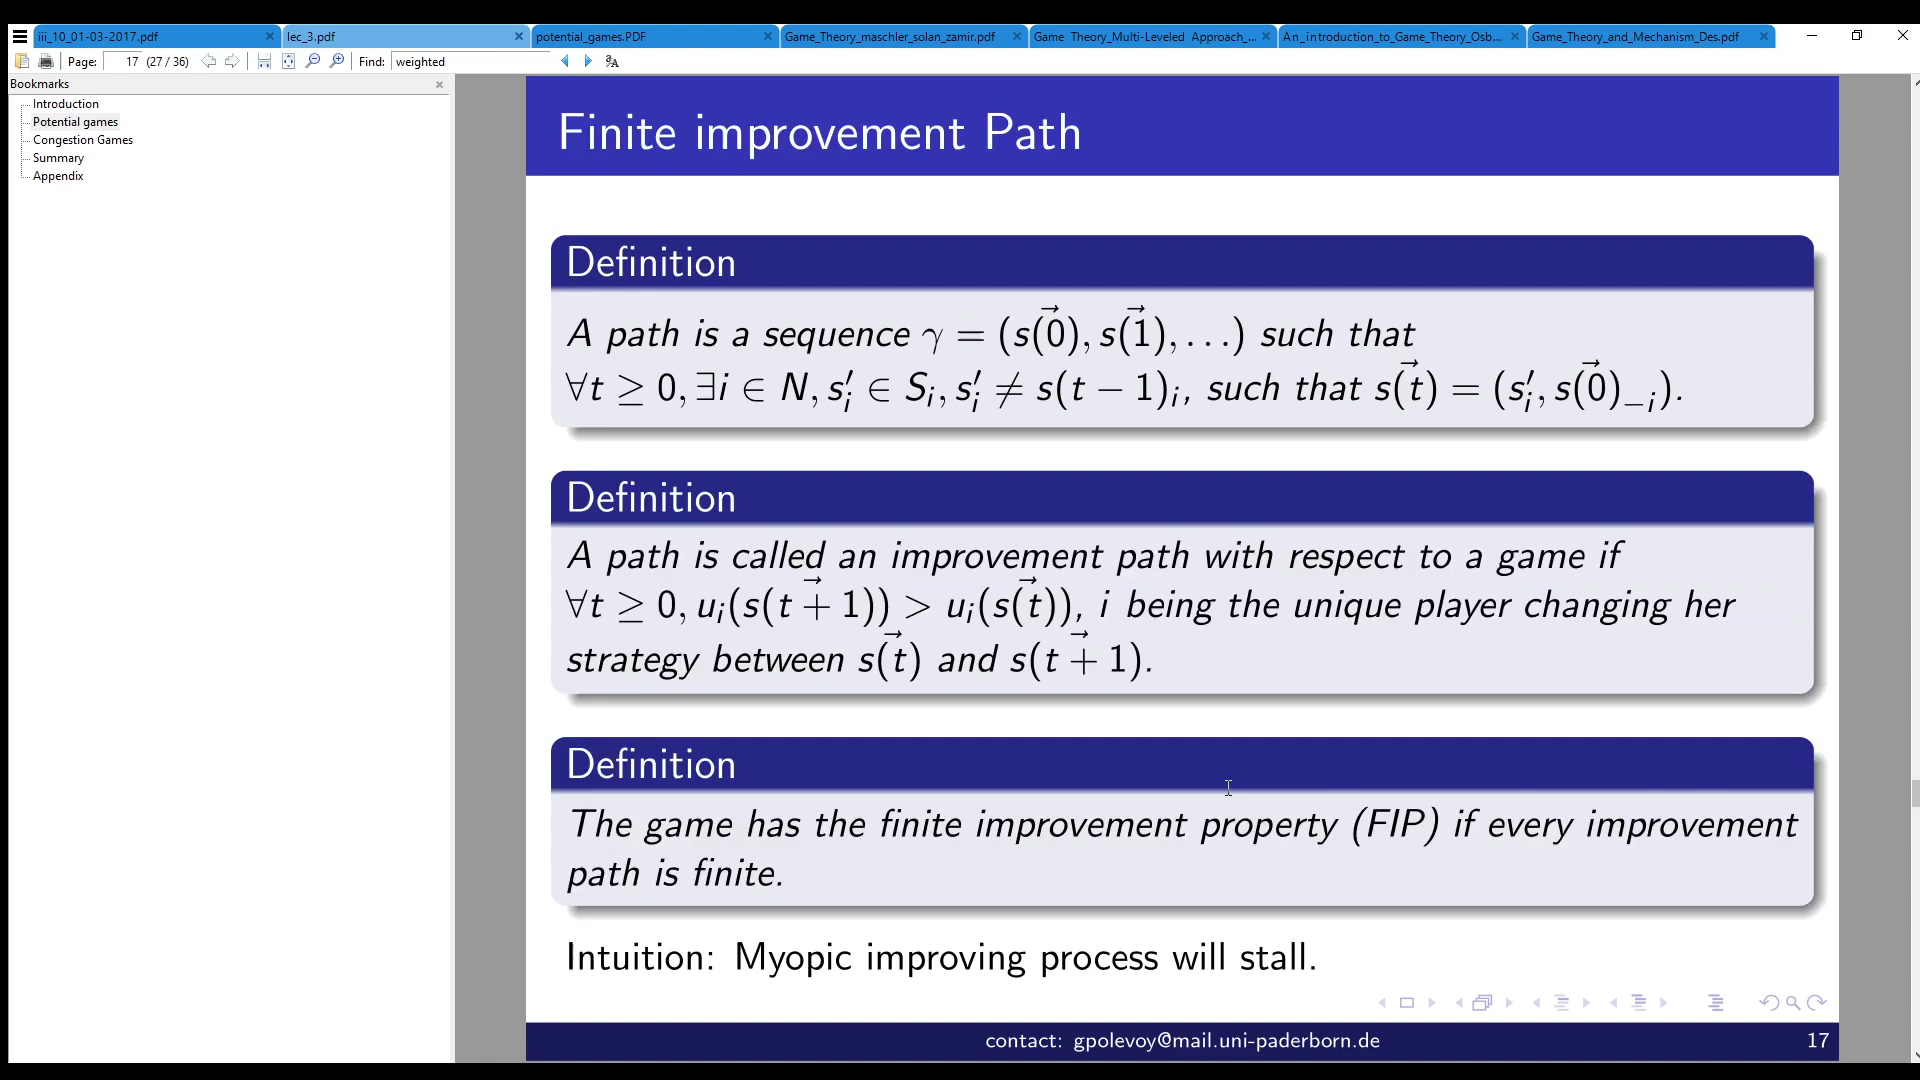 iii_10_01-03-2017.pdf
lec_3.pdf
potential_games.PDF
Game_Theory_maschler_solan_zamir.pdf
Game Theory_Multi-Leveled Approach_...
An_introduction_to_Game_Theory_Osb...
Game_Theory_and_Mechanism_Des.pdf
Page: 17 (27 / 36) Find: weighted
Bookmarks
Introduction
Potential games
Congestion Games
Summary
Appendix
Finite improvement Path
Definition
A path is a sequence γ = (s(0⃗), s(1⃗), . . .) such that
∀t ≥ 0, ∃i ∈ N, s′ᵢ ∈ Sᵢ, s′ᵢ ≠ s(t − 1)ᵢ, such that s(t⃗) = (s′ᵢ, s(0⃗)₋ᵢ).
Definition
A path is called an improvement path with respect to a game if
∀t ≥ 0, uᵢ(s(t +⃗ 1)) > uᵢ(s(t⃗)), i being the unique player changing her
strategy between s(t⃗) and s(t +⃗ 1).
Definition
The game has the finite improvement property (FIP) if every improvement
path is finite.
Intuition: Myopic improving process will stall.
contact: gpolevoy@mail.uni-paderborn.de 17